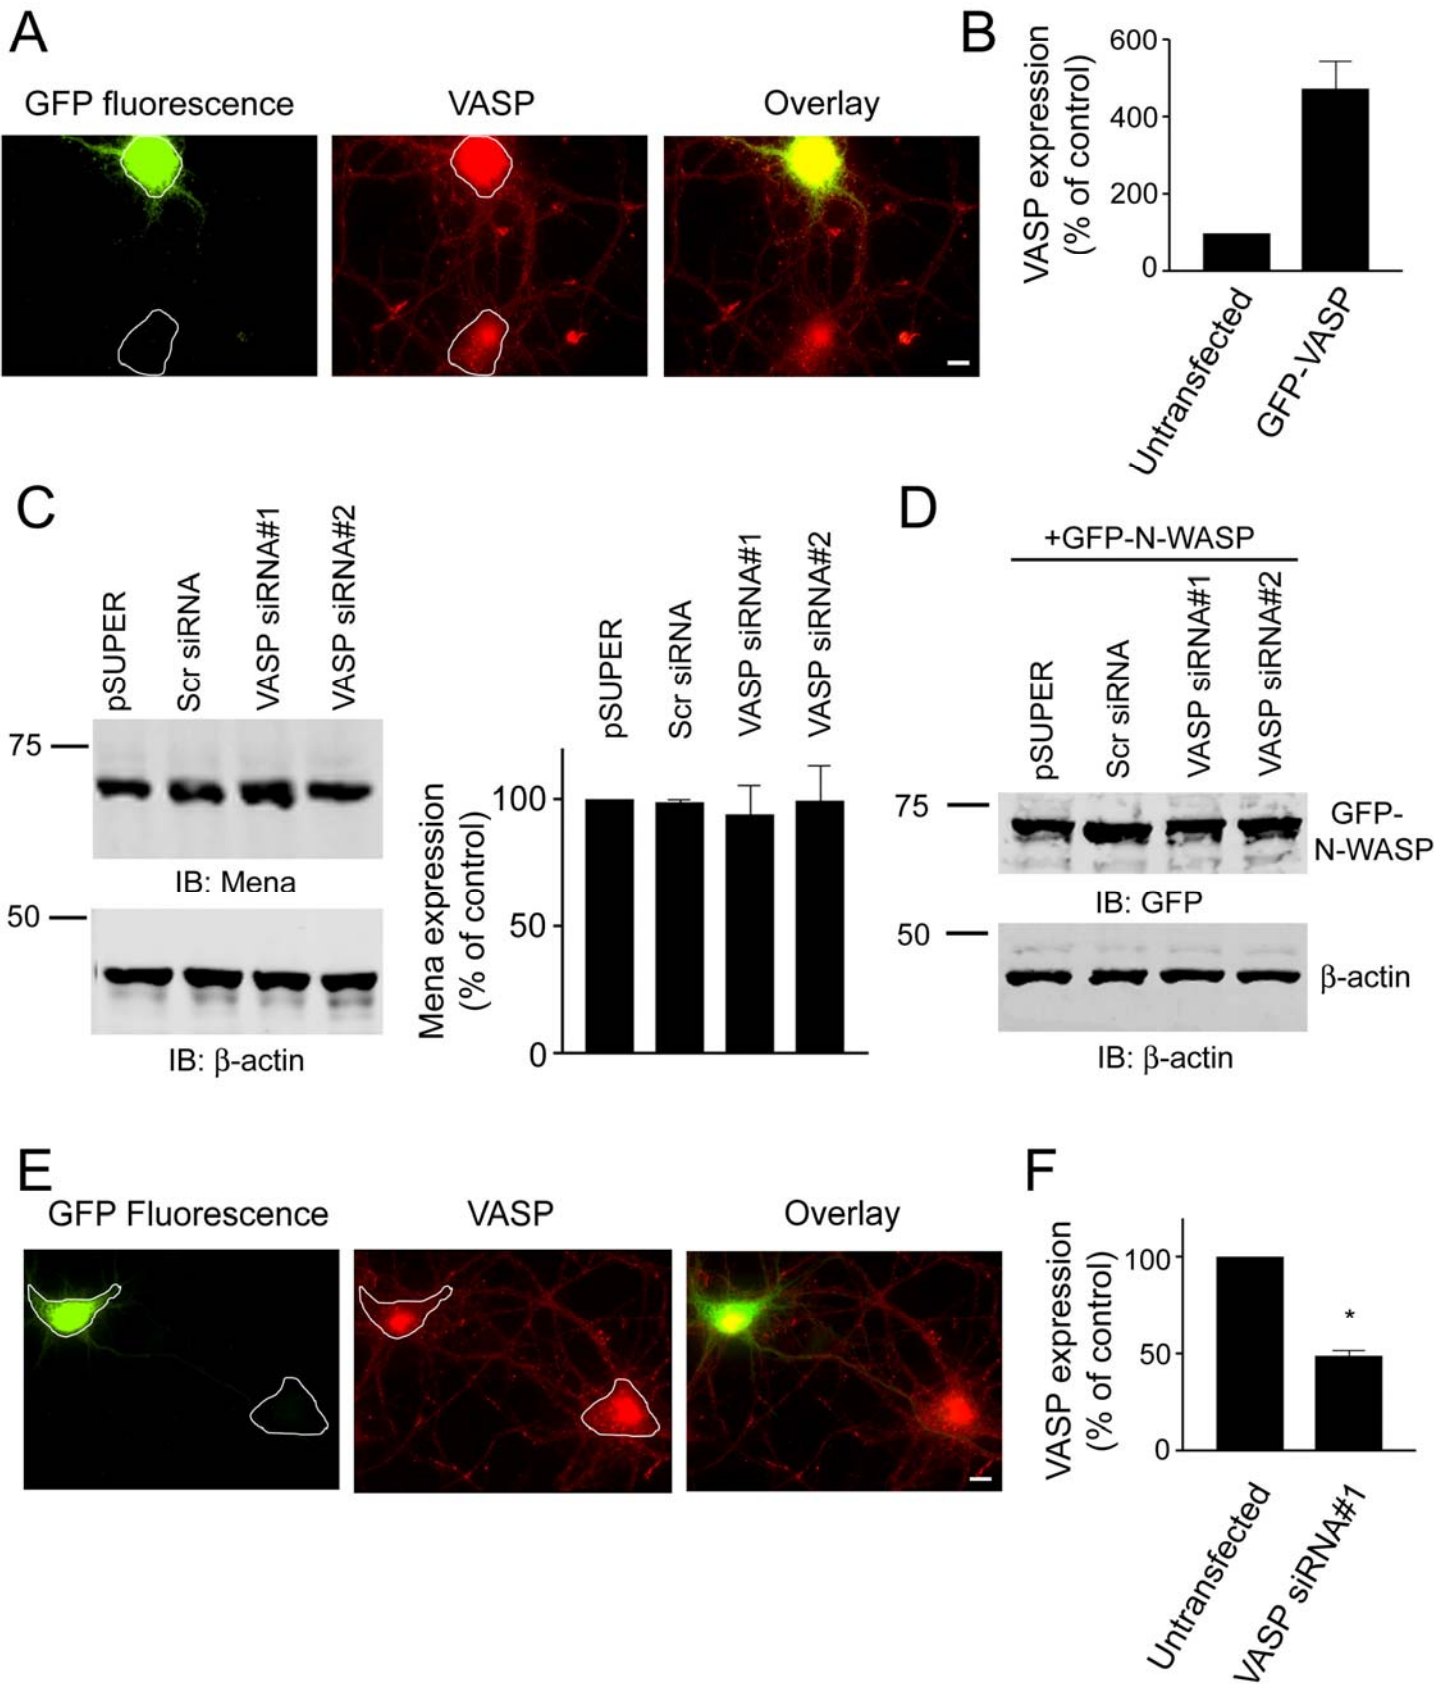 A
GFP fluorescence
VASP
Overlay
B
VASP expression
(% of control)
600
400
200
0
Untransfected
GFP-VASP
C
pSUPER
Scr siRNA
VASP siRNA#1
VASP siRNA#2
75
IB: Mena
50
IB: β-actin
Mena expression
(% of control)
100
50
0
pSUPER
Scr siRNA
VASP siRNA#1
VASP siRNA#2
D
+GFP-N-WASP
pSUPER
Scr siRNA
VASP siRNA#1
VASP siRNA#2
75
GFP-
N-WASP
IB: GFP
50
β-actin
IB: β-actin
E
GFP Fluorescence
VASP
Overlay
F
VASP expression
(% of control)
100
50
0
*
Untransfected
VASP siRNA#1